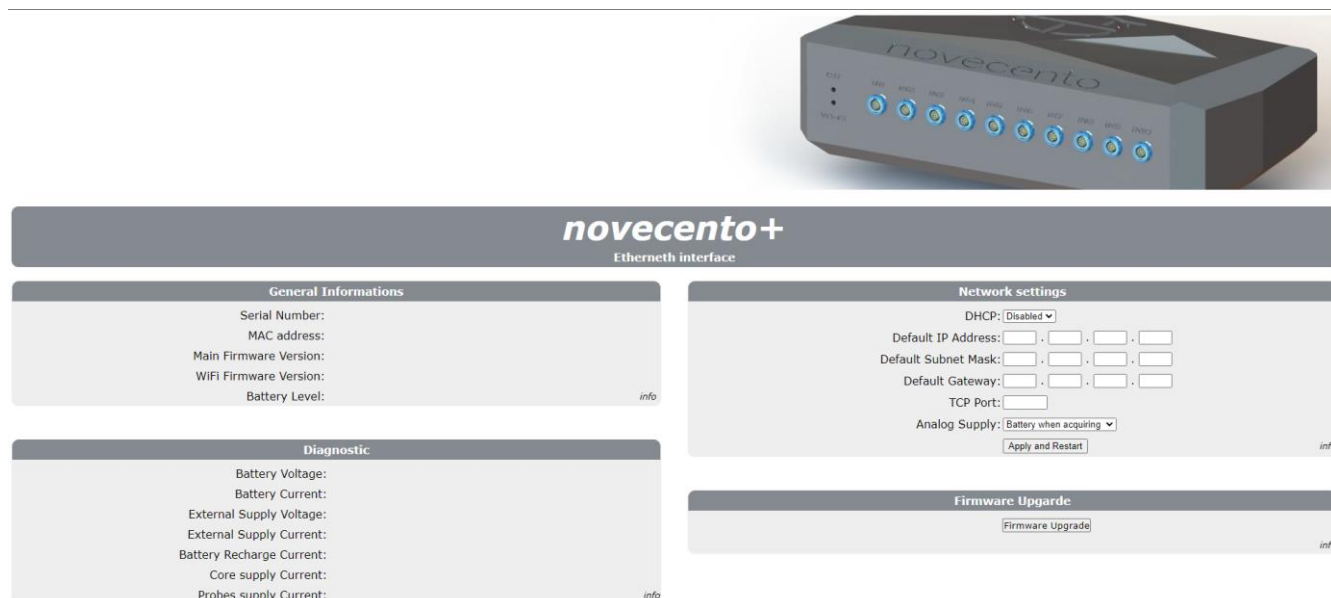 novecento
novecento+
Etherneth interface
General Informations
Serial Number:
MAC address:
Main Firmware Version:
WiFi Firmware Version:
Battery Level:
info
Diagnostic
Battery Voltage:
Battery Current:
External Supply Voltage:
External Supply Current:
Battery Recharge Current:
Core supply Current:
Probes supply Current:
info
Network settings
DHCP: Disabled
Default IP Address: . . .
Default Subnet Mask: . . .
Default Gateway: . . .
TCP Port:
Analog Supply: Battery when acquiring
Apply and Restart
Firmware Upgarde
Firmware Upgrade